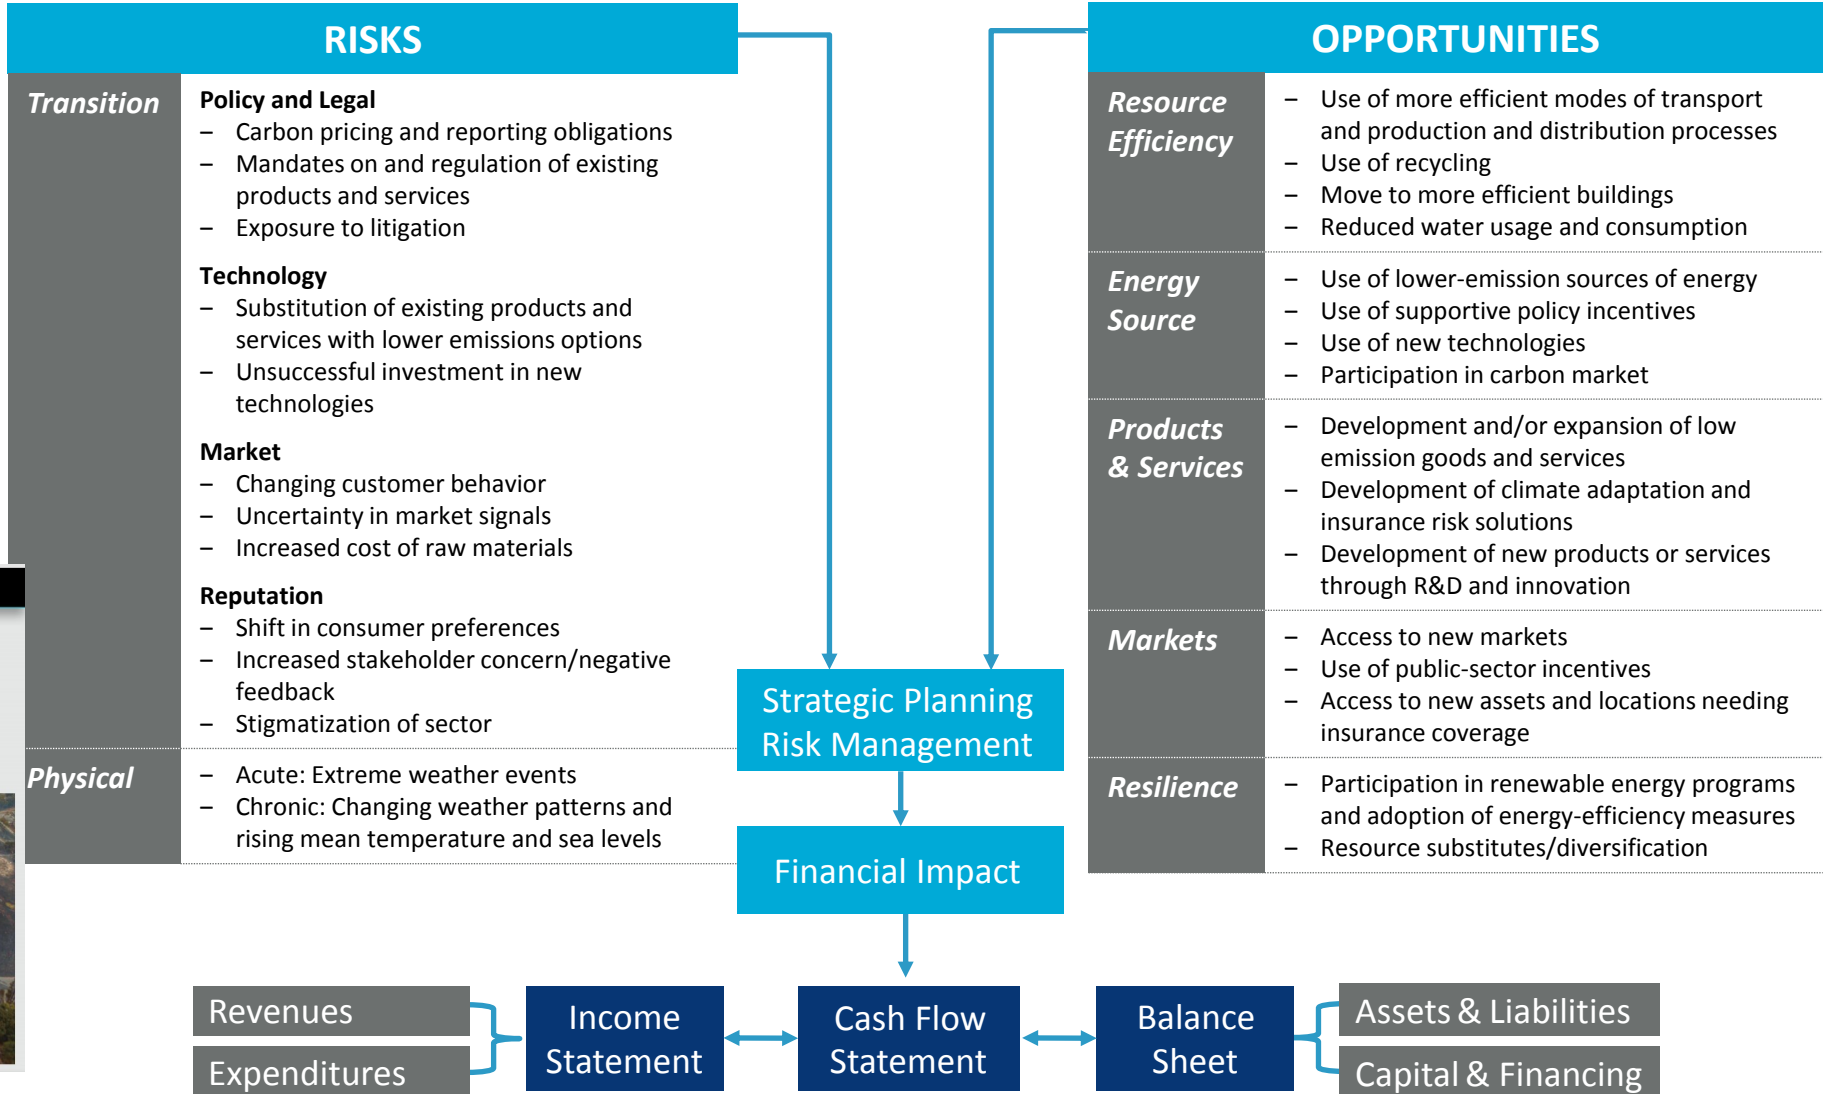 RISKS
Transition
Policy and Legal
– Carbon pricing and reporting obligations
– Mandates on and regulation of existing
products and services
– Exposure to litigation
Technology
– Substitution of existing products and
services with lower emissions options
– Unsuccessful investment in new
technologies
Market
– Changing customer behavior
– Uncertainty in market signals
– Increased cost of raw materials
Reputation
– Shift in consumer preferences
– Increased stakeholder concern/negative
feedback
– Stigmatization of sector
Physical
– Acute: Extreme weather events
– Chronic: Changing weather patterns and
rising mean temperature and sea levels
OPPORTUNITIES
Resource
Efficiency
– Use of more efficient modes of transport
and production and distribution processes
– Use of recycling
– Move to more efficient buildings
– Reduced water usage and consumption
Energy
Source
– Use of lower-emission sources of energy
– Use of supportive policy incentives
– Use of new technologies
– Participation in carbon market
Products
& Services
– Development and/or expansion of low
emission goods and services
– Development of climate adaptation and
insurance risk solutions
– Development of new products or services
through R&D and innovation
Markets
– Access to new markets
– Use of public-sector incentives
– Access to new assets and locations needing
insurance coverage
Resilience
– Participation in renewable energy programs
and adoption of energy-efficiency measures
– Resource substitutes/diversification
Strategic Planning
Risk Management
Financial Impact
Revenues
Expenditures
Income
Statement
Cash Flow
Statement
Balance
Sheet
Assets & Liabilities
Capital & Financing